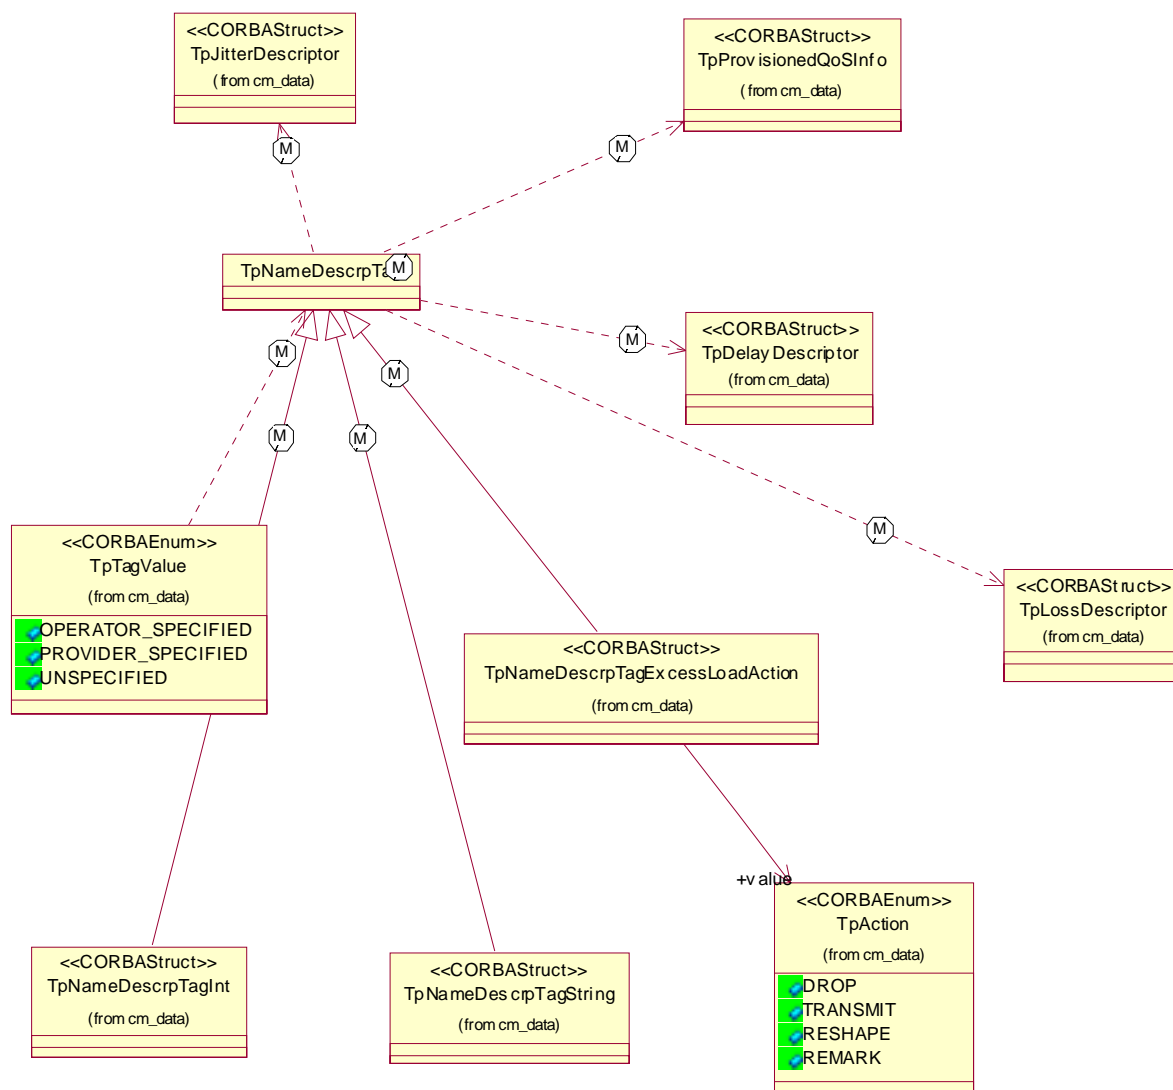 <<CORBAStruct>>
TpJitterDescriptor
(from cm_data)
<<CORBAStruct>>
TpProvisionedQoSInfo
(from cm_data)
M
M
TpNameDescrpTa
M
<<CORBAStruct>>
TpDelayDescriptor
(from cm_data)
M
M
M
M
M
M
<<CORBAEnum>>
TpTagValue
(from cm_data)
OPERATOR_SPECIFIED
PROVIDER_SPECIFIED
UNSPECIFIED
<<CORBAStruct>>
TpLossDescriptor
(from cm_data)
<<CORBAStruct>>
TpNameDescrpTagExcessLoadAction
(from cm_data)
+value
<<CORBAEnum>>
TpAction
(from cm_data)
DROP
TRANSMIT
RESHAPE
REMARK
<<CORBAStruct>>
TpNameDescrpTagInt
(from cm_data)
<<CORBAStruct>>
TpNameDescrpTagString
(from cm_data)